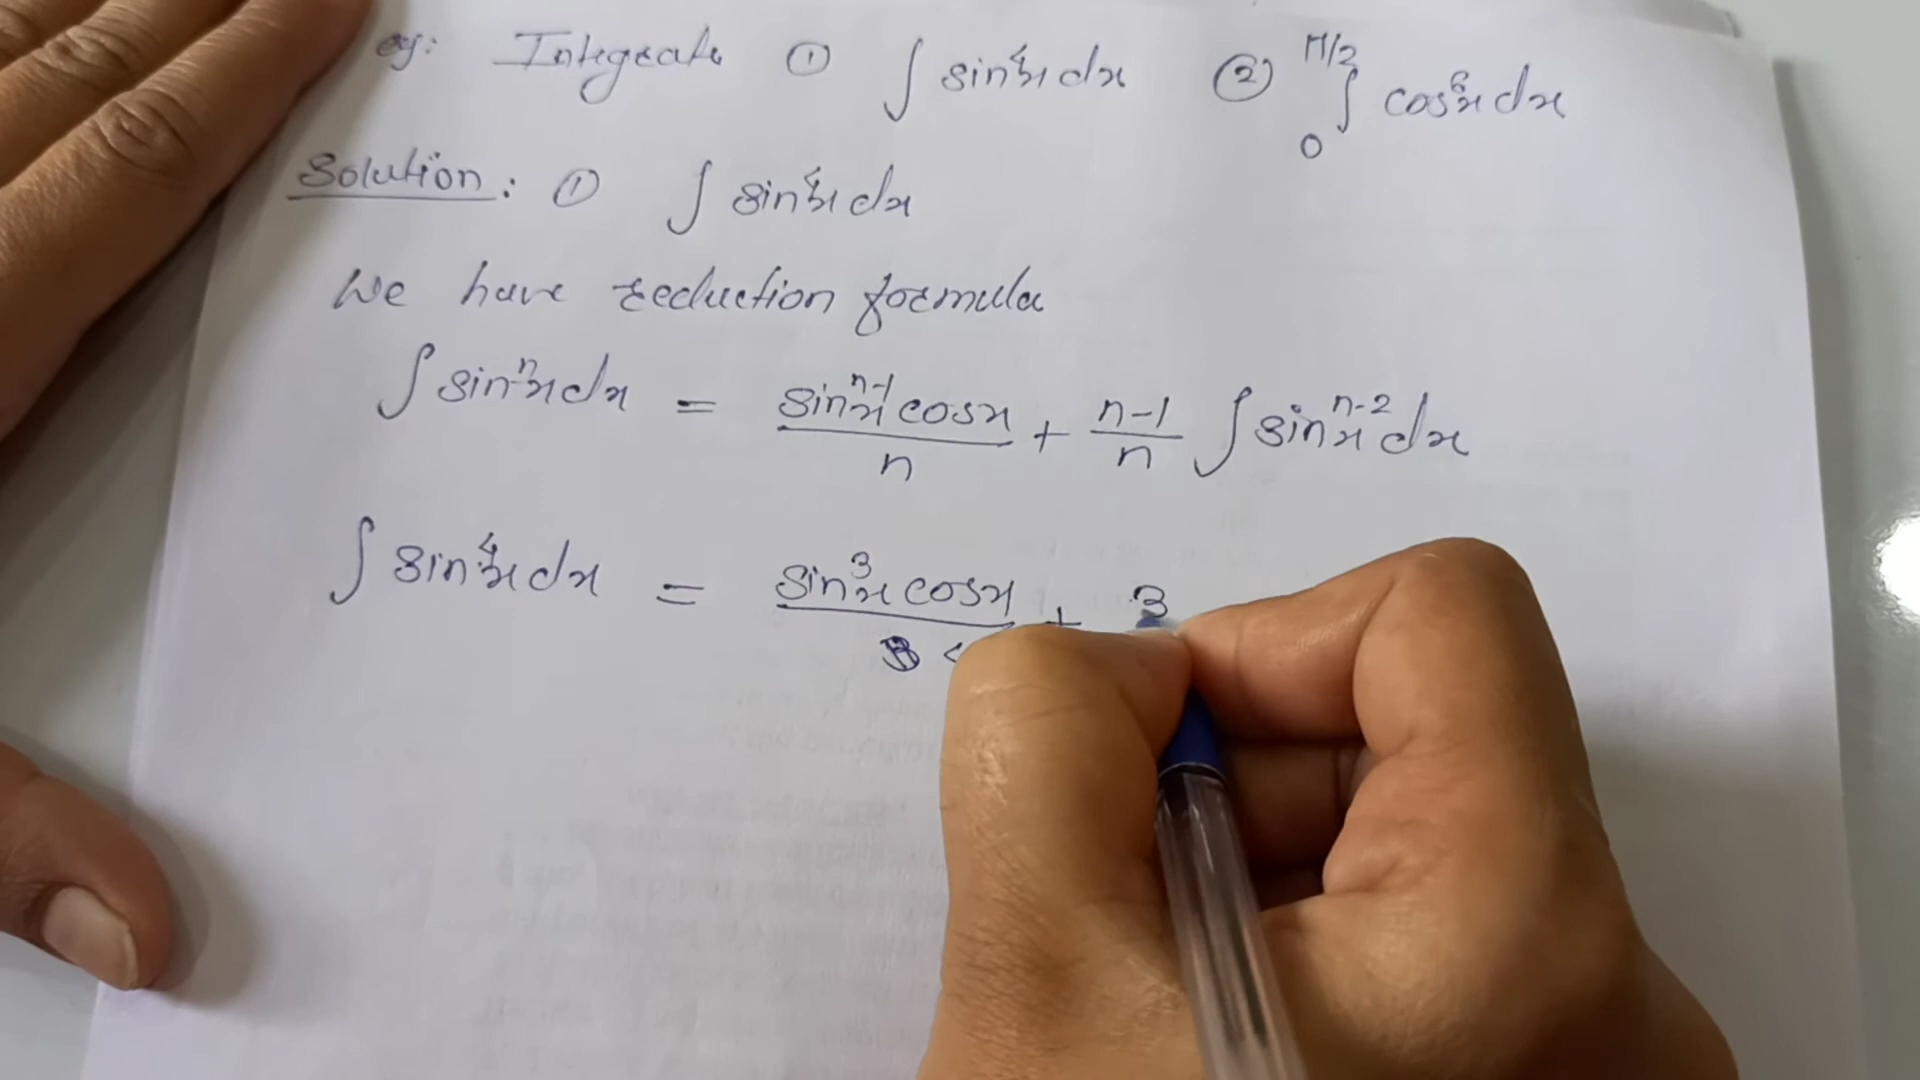 eg: Integrate ① ∫ sin⁴x dx ② ∫₀^(π/2) cos⁶x dx
Solution: ① ∫ sin⁴x dx
We have reduction formula
∫ sinⁿx dx = (sinⁿ⁻¹x cosx)/n + (n-1)/n ∫ sinⁿ⁻²x dx
∫ sin⁴x dx = (sin³x cosx)/ + 3